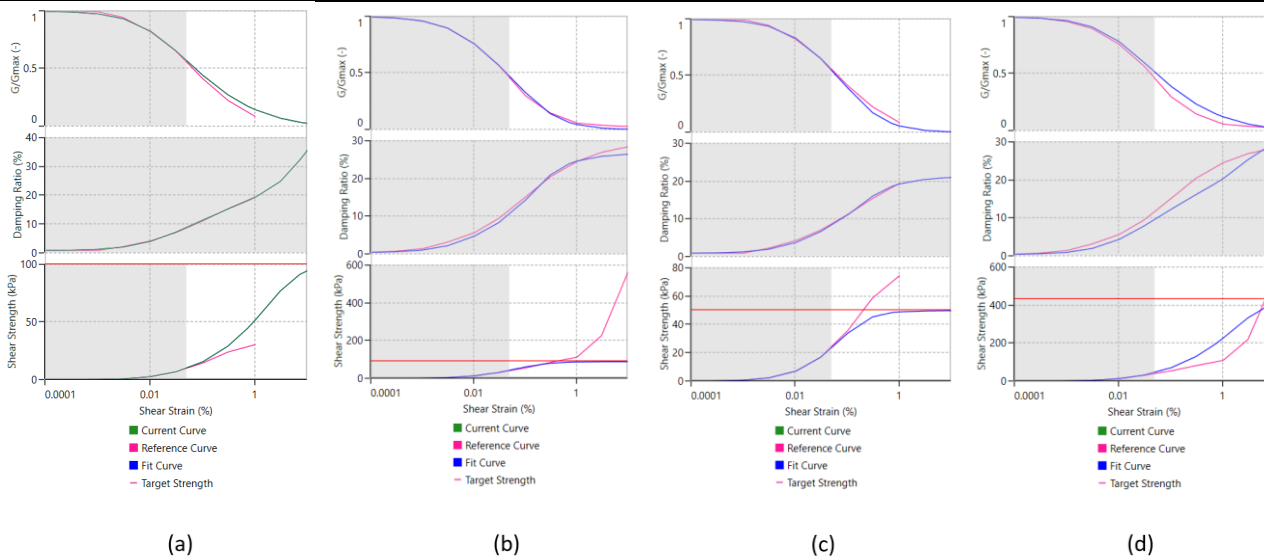 G/Gmax (-)
0.5
0
Damping Ratio (%)
40
30
20
10
0
Shear Strength (kPa)
100
50
0
0.0001
0.01
1
Shear Strain (%)
Current Curve
Reference Curve
Fit Curve
Target Strength
(a)
G/Gmax (-)
0.5
0
Damping Ratio (%)
30
20
10
0
Shear Strength (kPa)
600
400
200
0
0.0001
0.01
1
Shear Strain (%)
Current Curve
Reference Curve
Fit Curve
Target Strength
(b)
G/Gmax (-)
0.5
0
Damping Ratio (%)
30
20
10
0
Shear Strength (kPa)
80
60
40
20
0
0.0001
0.01
1
Shear Strain (%)
Current Curve
Reference Curve
Fit Curve
Target Strength
(c)
G/Gmax (-)
0.5
0
Damping Ratio (%)
30
20
10
0
Shear Strength (kPa)
600
400
200
0
0.0001
0.01
1
Shear Strain (%)
Current Curve
Reference Curve
Fit Curve
Target Strength
(d)